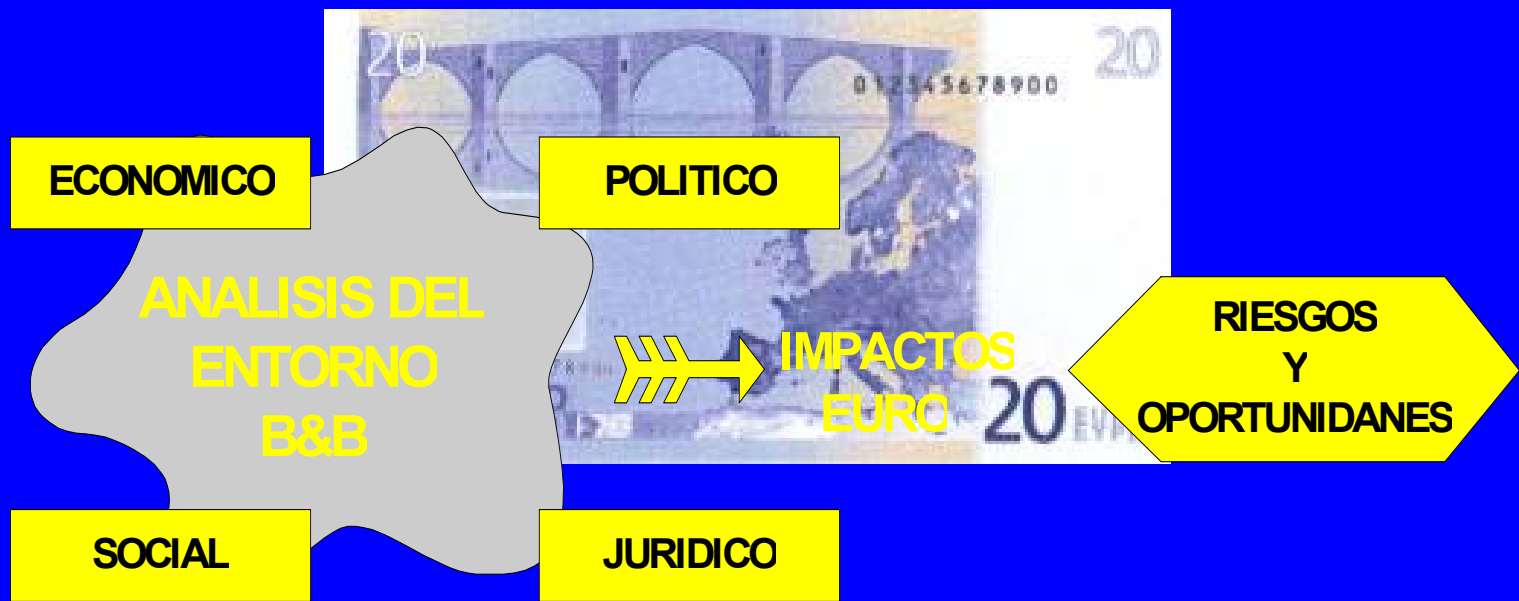 20
20
012345678900
ECONOMICO
POLITICO
ANALISIS DEL
ENTORNO
B&B
IMPACTOS
EURO
20
RIESGOS
Y
OPORTUNIDANES
SOCIAL
JURIDICO